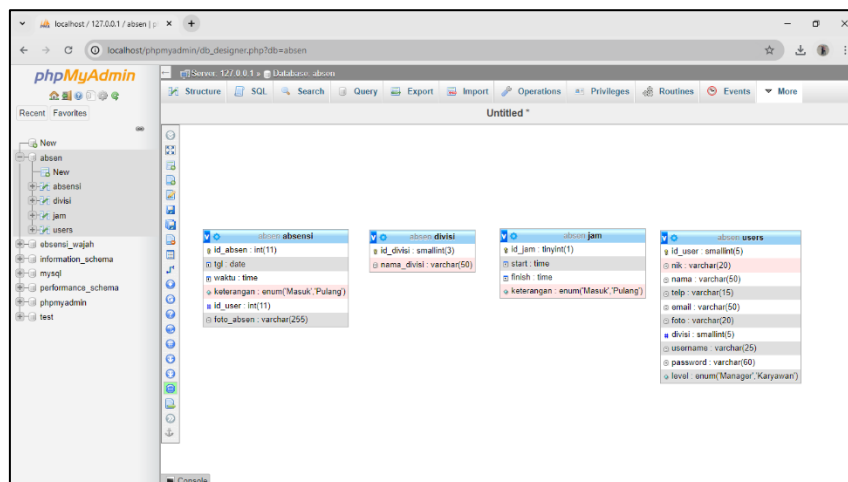 localhost / 127.0.0.1 / absen | p
localhost/phpmyadmin/db_designer.php?db=absen
phpMyAdmin
Recent Favorites
New
absen
New
absensi
divisi
jam
users
absensi_wajah
information_schema
mysql
performance_schema
phpmyadmin
test
Server: 127.0.0.1 » Database: absen
Structure SQL Search Query Export Import Operations Privileges Routines Events More
Untitled *
absen absensi
id_absen : int(11)
tgl : date
waktu : time
keterangan : enum('Masuk','Pulang')
id_user : int(11)
foto_absen : varchar(255)
absen divisi
id_divisi : smallint(3)
nama_divisi : varchar(50)
absen jam
id_jam : tinyint(1)
start : time
finish : time
keterangan : enum('Masuk','Pulang')
absen users
id_user : smallint(5)
nik : varchar(20)
nama : varchar(50)
telp : varchar(15)
email : varchar(50)
foto : varchar(20)
divisi : smallint(5)
username : varchar(25)
password : varchar(60)
level : enum('Manager','Karyawan')
Console